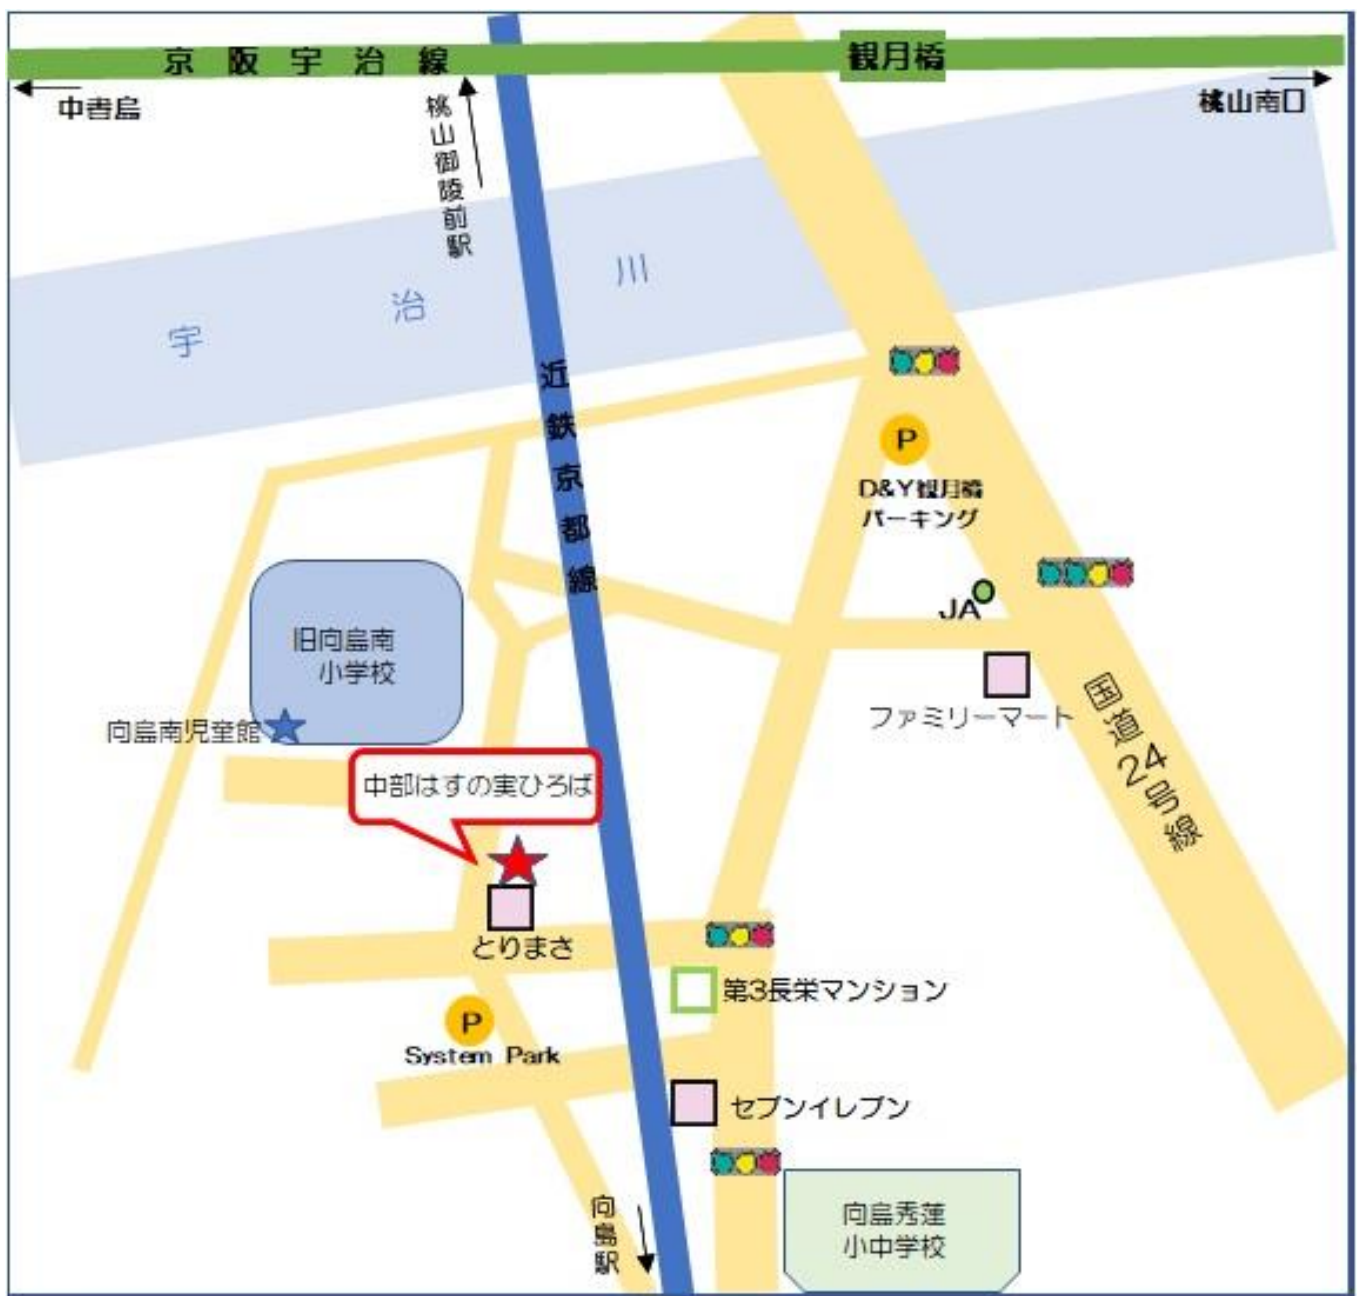 京阪宇治線
観月橋
中書島
桃山南口
桃山御陵前駅
宇治川
近鉄京都線
P
D&Y観月橋
パーキング
JA
旧向島南
小学校
ファミリーマート
国道24号線
向島南児童館
中部はすの実ひろば
とりまさ
第3長栄マンション
P
System Park
セブンイレブン
向島駅
向島秀蓮
小中学校